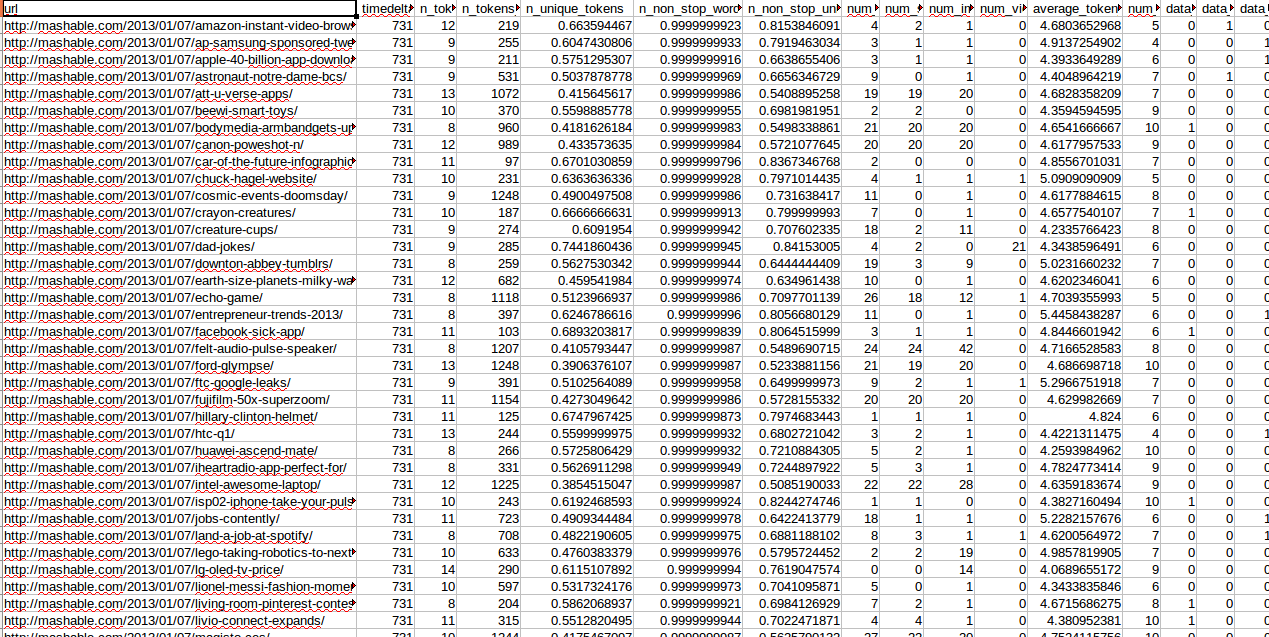 url timedelt n_tok n_tokens n_unique_tokens n_non_stop_wor n_non_stop_un num_ num_ num_in num_vi average_token num_ data data_ data
http://mashable.com/2013/01/07/amazon-instant-video-brow 731 12 219 0.663594467 0.9999999923 0.8153846091 4 2 1 0 4.6803652968 5 0 1 0
http://mashable.com/2013/01/07/ap-samsung-sponsored-twe 731 9 255 0.6047430806 0.9999999933 0.7919463034 3 1 1 0 4.9137254902 4 0 0 1
http://mashable.com/2013/01/07/apple-40-billion-app-downlo 731 9 211 0.5751295307 0.9999999916 0.6638655406 3 1 1 0 4.3933649289 6 0 0 1
http://mashable.com/2013/01/07/astronaut-notre-dame-bcs/ 731 9 531 0.5037878778 0.9999999969 0.6656346729 9 0 1 0 4.4048964219 7 0 1 0
http://mashable.com/2013/01/07/att-u-verse-apps/ 731 13 1072 0.415645617 0.9999999986 0.5408895258 19 19 20 0 4.6828358209 7 0 0 0
http://mashable.com/2013/01/07/beewi-smart-toys/ 731 10 370 0.5598885778 0.9999999955 0.6981981951 2 2 0 0 4.3594594595 9 0 0 0
http://mashable.com/2013/01/07/bodymedia-armbandgets-up 731 8 960 0.4181626184 0.9999999983 0.5498338861 21 20 20 0 4.6541666667 10 1 0 0
http://mashable.com/2013/01/07/canon-poweshot-n/ 731 12 989 0.433573635 0.9999999984 0.5721077645 20 20 20 0 4.6177957533 9 0 0 0
http://mashable.com/2013/01/07/car-of-the-future-infographic 731 11 97 0.6701030859 0.9999999796 0.8367346768 2 0 0 0 4.8556701031 7 0 0 0
http://mashable.com/2013/01/07/chuck-hagel-website/ 731 10 231 0.6363636336 0.9999999928 0.7971014435 4 1 1 1 5.0909090909 5 0 0 0
http://mashable.com/2013/01/07/cosmic-events-doomsday/ 731 9 1248 0.4900497508 0.9999999986 0.731638417 11 0 1 0 4.6177884615 8 0 0 0
http://mashable.com/2013/01/07/crayon-creatures/ 731 10 187 0.6666666631 0.9999999913 0.799999993 7 0 1 0 4.6577540107 7 1 0 0
http://mashable.com/2013/01/07/creature-cups/ 731 9 274 0.6091954 0.9999999942 0.707602335 18 2 11 0 4.2335766423 8 0 0 0
http://mashable.com/2013/01/07/dad-jokes/ 731 9 285 0.7441860436 0.9999999945 0.84153005 4 2 0 21 4.3438596491 6 0 0 0
http://mashable.com/2013/01/07/downton-abbey-tumblrs/ 731 8 259 0.5627530342 0.9999999944 0.6444444409 19 3 9 0 5.0231660232 7 0 0 0
http://mashable.com/2013/01/07/earth-size-planets-milky-wa 731 12 682 0.459541984 0.9999999974 0.634961438 10 0 1 0 4.6202346041 6 0 0 0
http://mashable.com/2013/01/07/echo-game/ 731 8 1118 0.5123966937 0.9999999986 0.7097701139 26 18 12 1 4.7039355993 5 0 0 0
http://mashable.com/2013/01/07/entrepreneur-trends-2013/ 731 8 397 0.6246786616 0.999999996 0.8056680129 11 0 1 0 5.4458438287 6 0 0 1
http://mashable.com/2013/01/07/facebook-sick-app/ 731 11 103 0.6893203817 0.9999999839 0.8064515999 3 1 1 0 4.8446601942 6 1 0 0
http://mashable.com/2013/01/07/felt-audio-pulse-speaker/ 731 8 1207 0.4105793447 0.9999999987 0.5489690715 24 24 42 0 4.7166528583 8 0 0 0
http://mashable.com/2013/01/07/ford-glympse/ 731 13 1248 0.3906376107 0.9999999987 0.5233881156 21 19 20 0 4.686698718 10 0 0 0
http://mashable.com/2013/01/07/ftc-google-leaks/ 731 9 391 0.5102564089 0.9999999958 0.6499999973 9 2 1 1 5.2966751918 7 0 0 0
http://mashable.com/2013/01/07/fujifilm-50x-superzoom/ 731 11 1154 0.4273049642 0.9999999986 0.5728155332 20 20 20 0 4.629982669 7 0 0 0
http://mashable.com/2013/01/07/hillary-clinton-helmet/ 731 11 125 0.6747967425 0.9999999873 0.7974683443 1 1 1 0 4.824 6 0 0 0
http://mashable.com/2013/01/07/htc-q1/ 731 13 244 0.5599999975 0.9999999932 0.6802721042 3 2 1 0 4.4221311475 4 0 0 1
http://mashable.com/2013/01/07/huawei-ascend-mate/ 731 8 266 0.5725806429 0.9999999932 0.7210884305 5 2 1 0 4.2593984962 10 0 0 0
http://mashable.com/2013/01/07/iheartradio-app-perfect-for/ 731 8 331 0.5626911298 0.9999999949 0.7244897922 5 3 1 0 4.7824773414 9 0 0 0
http://mashable.com/2013/01/07/intel-awesome-laptop/ 731 12 1225 0.3854515047 0.9999999987 0.5085190033 22 22 28 0 4.6359183674 9 0 0 0
http://mashable.com/2013/01/07/isp02-iphone-take-your-puls 731 10 243 0.6192468593 0.9999999924 0.8244274746 1 1 0 0 4.3827160494 10 1 0 0
http://mashable.com/2013/01/07/jobs-contently/ 731 11 723 0.4909344484 0.9999999978 0.6422413779 18 1 1 0 5.2282157676 6 0 0 1
http://mashable.com/2013/01/07/land-a-job-at-spotify/ 731 8 708 0.4822190605 0.9999999975 0.6881188102 8 3 1 1 4.6200564972 7 0 0 1
http://mashable.com/2013/01/07/lego-taking-robotics-to-next 731 10 633 0.4760383379 0.9999999976 0.5795724452 2 2 19 0 4.9857819905 7 0 0 0
http://mashable.com/2013/01/07/lg-oled-tv-price/ 731 14 290 0.6115107892 0.999999994 0.7619047574 0 0 14 0 4.0689655172 9 0 0 0
http://mashable.com/2013/01/07/lionel-messi-fashion-momen 731 10 597 0.5317324176 0.9999999973 0.7041095871 5 0 1 0 4.3433835846 6 0 0 0
http://mashable.com/2013/01/07/living-room-pinterest-contes 731 8 204 0.5862068937 0.9999999921 0.6984126929 7 2 1 0 4.6715686275 8 1 0 0
http://mashable.com/2013/01/07/livio-connect-expands/ 731 11 315 0.5512820495 0.9999999944 0.7022471871 4 4 1 0 4.380952381 10 1 0 0